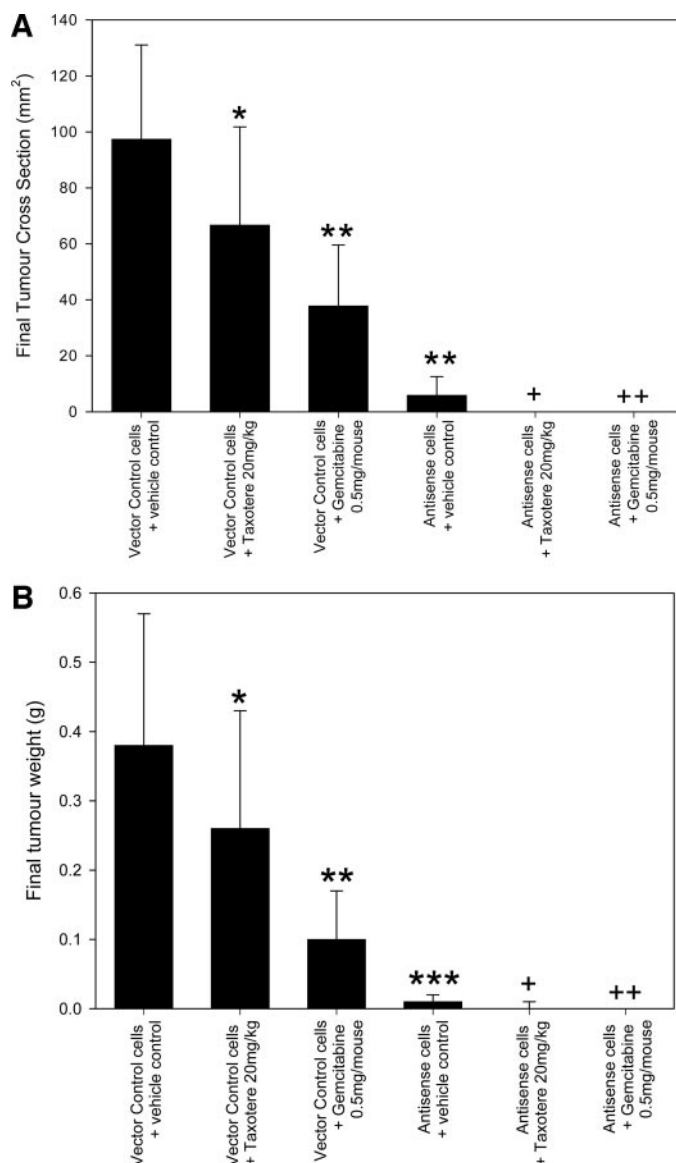 A
Final Tumour Cross Section (mm²)
140
120
100
80
60
40
20
0
*
**
**
+
++
Vector Control cells
+ vehicle control
Vector Control cells
+ Taxotere 20mg/kg
Vector Control cells
+ Gemcitabine
0.5mg/mouse
Antisense cells
+ vehicle control
Antisense cells
+ Taxotere 20mg/kg
Antisense cells
+ Gemcitabine
0.5mg/mouse
B
Final tumour weight (g)
0.6
0.5
0.4
0.3
0.2
0.1
0.0
*
**
***
+
++
Vector Control cells
+ vehicle control
Vector Control cells
+ Taxotere 20mg/kg
Vector Control cells
+ Gemcitabine
0.5mg/mouse
Antisense cells
+ vehicle control
Antisense cells
+ Taxotere 20mg/kg
Antisense cells
+ Gemcitabine
0.5mg/mouse